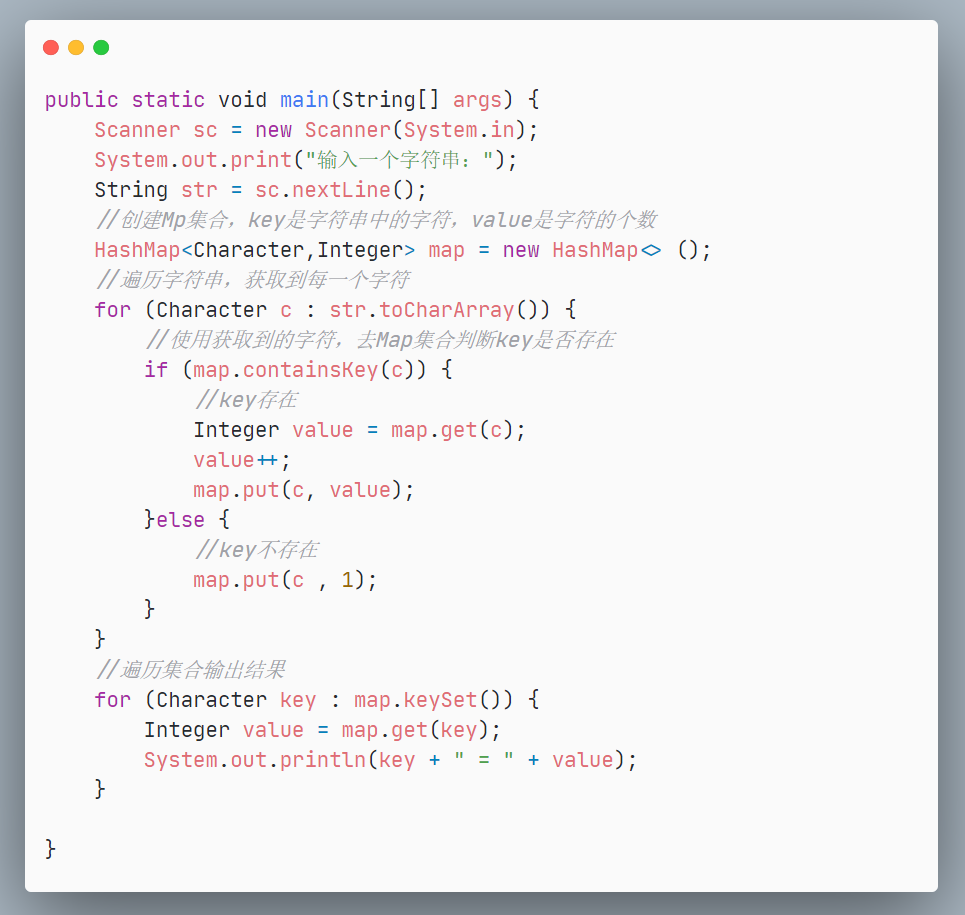 public static void main(String[] args) {
    Scanner sc = new Scanner(System.in);
    System.out.print("输入一个字符串：");
    String str = sc.nextLine();
    //创建Mp集合，key是字符串中的字符，value是字符的个数
    HashMap<Character,Integer> map = new HashMap<> ();
    //遍历字符串，获取到每一个字符
    for (Character c : str.toCharArray()) {
        //使用获取到的字符，去Map集合判断key是否存在
        if (map.containsKey(c)) {
            //key存在
            Integer value = map.get(c);
            value++;
            map.put(c, value);
        }else {
            //key不存在
            map.put(c , 1);
        }
    }
    //遍历集合输出结果
    for (Character key : map.keySet()) {
        Integer value = map.get(key);
        System.out.println(key + " = " + value);
    }
}